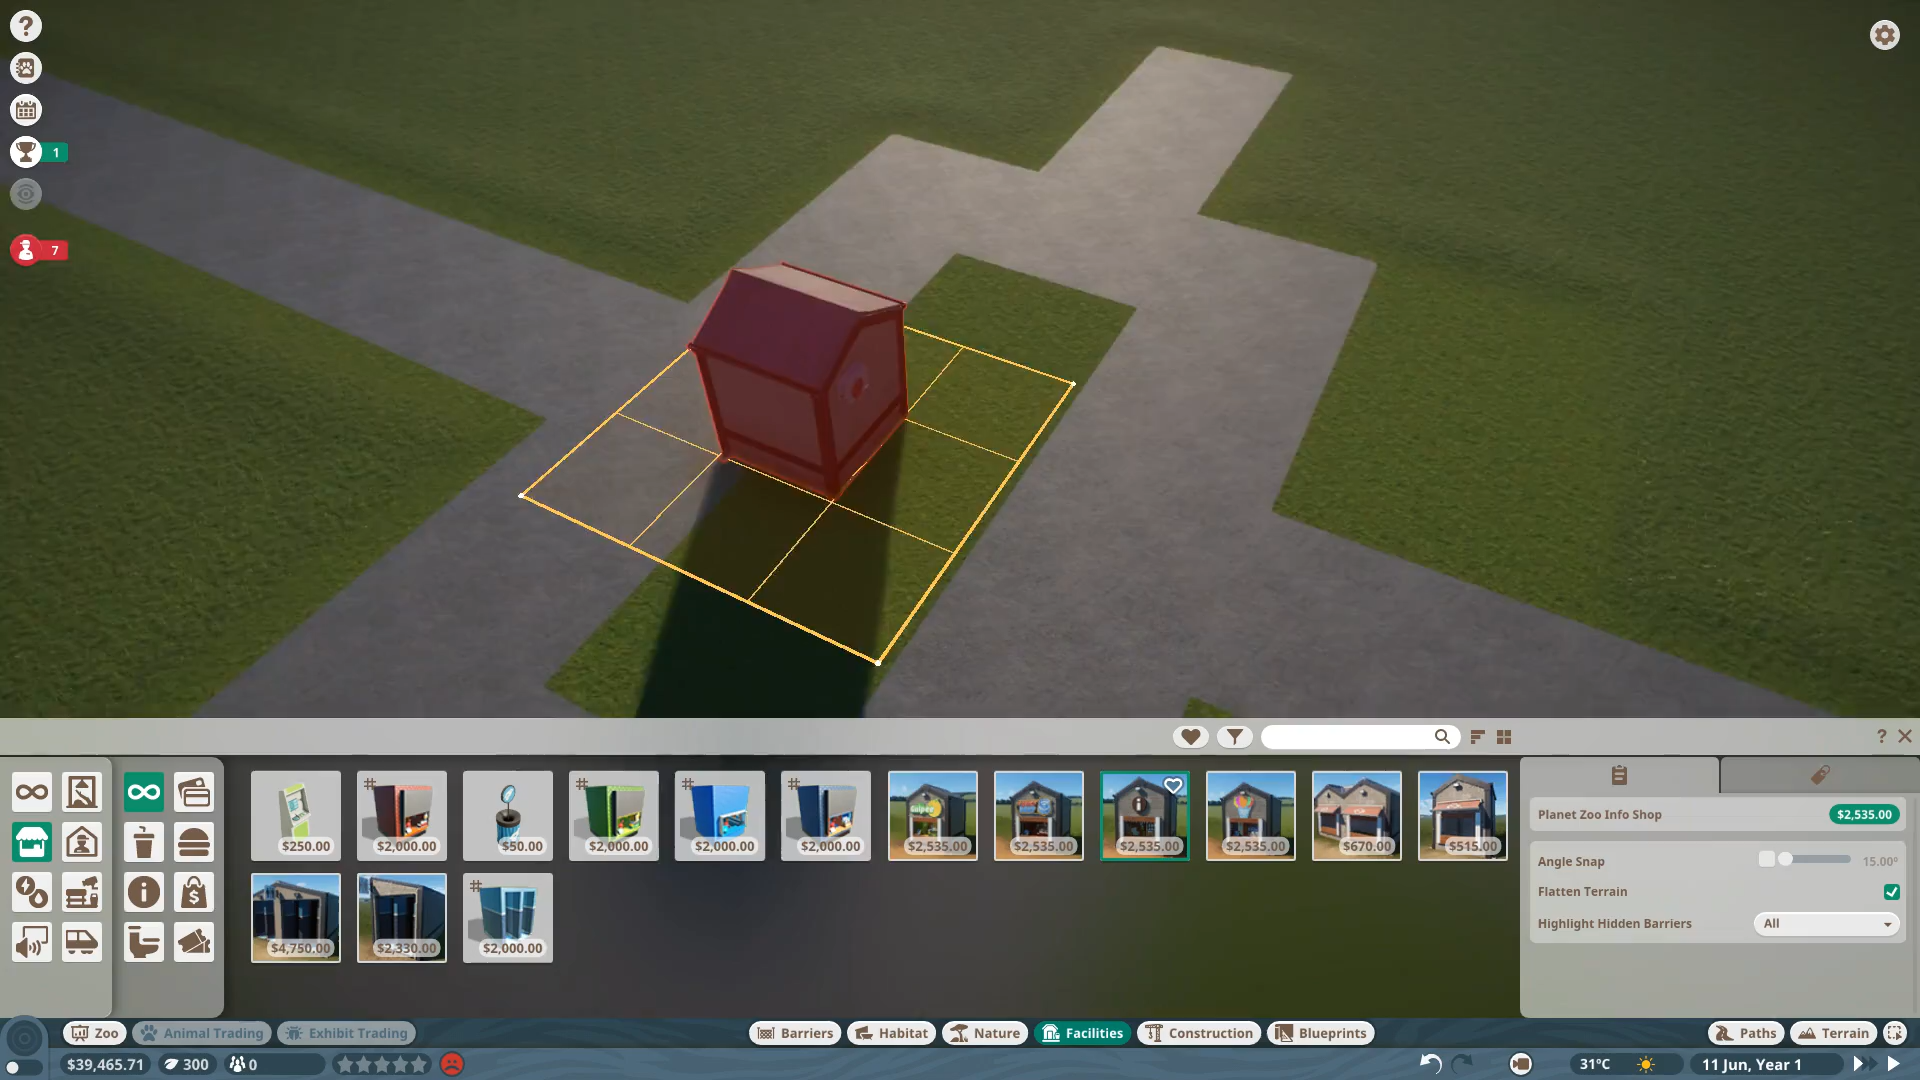 ?
1
7
?
$250.00
$2,000.00
$50.00
$2,000.00
$2,000.00
$2,000.00
$2,535.00
$2,535.00
$2,535.00
$2,535.00
$670.00
$515.00
$4,750.00
$2,330.00
$2,000.00
Planet Zoo Info Shop
$2,535.00
Angle Snap
15.00°
Flatten Terrain
Highlight Hidden Barriers
All
Zoo
Animal Trading
Exhibit Trading
Barriers
Habitat
Nature
Facilities
Construction
Blueprints
Paths
Terrain
$39,465.71
300
0
31°C
11 Jun, Year 1